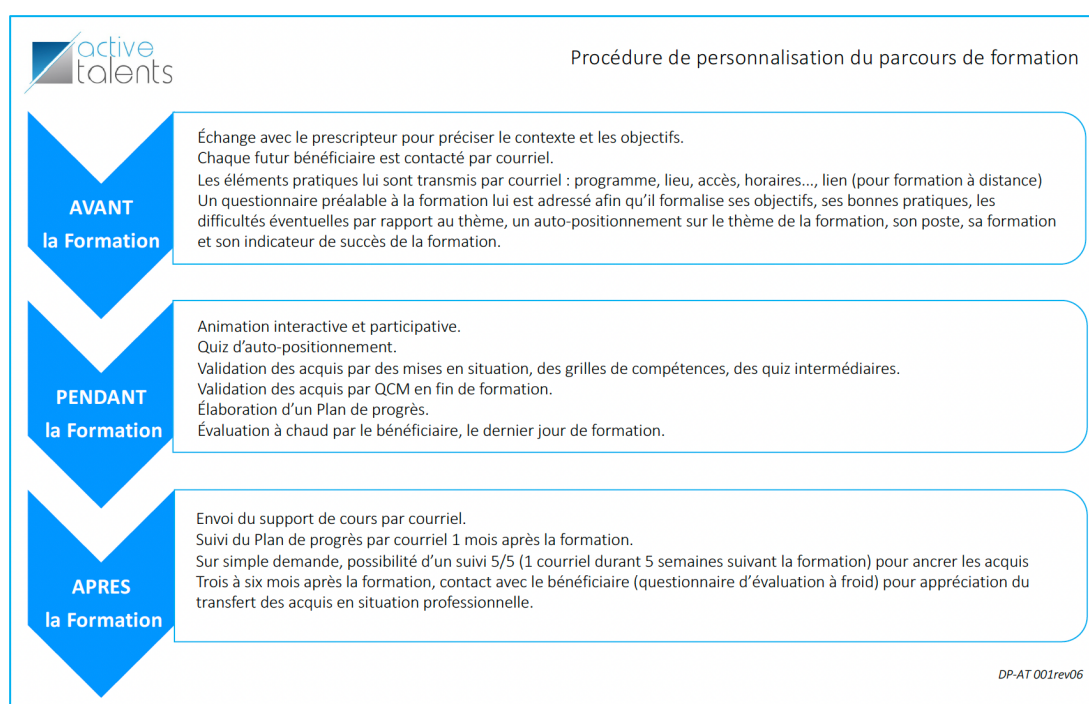 active
talents
Procédure de personnalisation du parcours de formation
AVANT
la Formation
Échange avec le prescripteur pour préciser le contexte et les objectifs.
Chaque futur bénéficiaire est contacté par courriel.
Les éléments pratiques lui sont transmis par courriel : programme, lieu, accès, horaires..., lien (pour formation à distance)
Un questionnaire préalable à la formation lui est adressé afin qu’il formalise ses objectifs, ses bonnes pratiques, les
difficultés éventuelles par rapport au thème, un auto-positionnement sur le thème de la formation, son poste, sa formation
et son indicateur de succès de la formation.
PENDANT
la Formation
Animation interactive et participative.
Quiz d’auto-positionnement.
Validation des acquis par des mises en situation, des grilles de compétences, des quiz intermédiaires.
Validation des acquis par QCM en fin de formation.
Élaboration d’un Plan de progrès.
Évaluation à chaud par le bénéficiaire, le dernier jour de formation.
APRES
la Formation
Envoi du support de cours par courriel.
Suivi du Plan de progrès par courriel 1 mois après la formation.
Sur simple demande, possibilité d’un suivi 5/5 (1 courriel durant 5 semaines suivant la formation) pour ancrer les acquis
Trois à six mois après la formation, contact avec le bénéficiaire (questionnaire d’évaluation à froid) pour appréciation du
transfert des acquis en situation professionnelle.
DP-AT 001rev06